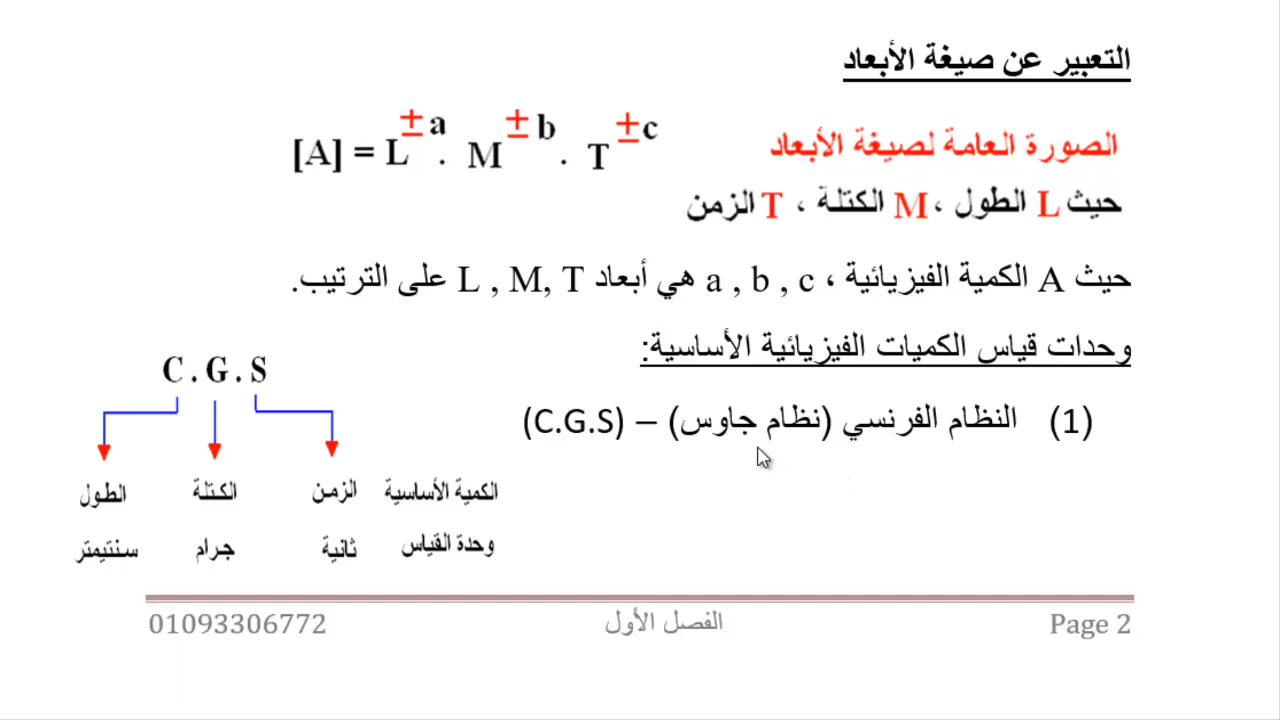 التعبير عن صيغة الأبعاد
الصورة العامة لصيغة الأبعاد
[A] = L ± a . M ± b . T ± c
حيث L الطول ، M الكتلة ، T الزمن
حيث A الكمية الفيزيائية ، a , b , c هي أبعاد L , M, T على الترتيب.
وحدات قياس الكميات الفيزيائية الأساسية:
(1) النظام الفرنسي (نظام جاوس) – (C.G.S)
C . G . S
الكمية الأساسية الزمن الكتلة الطول
وحدة القياس ثانية جرام سنتيمتر
Page 2 الفصل الأول 01093306772